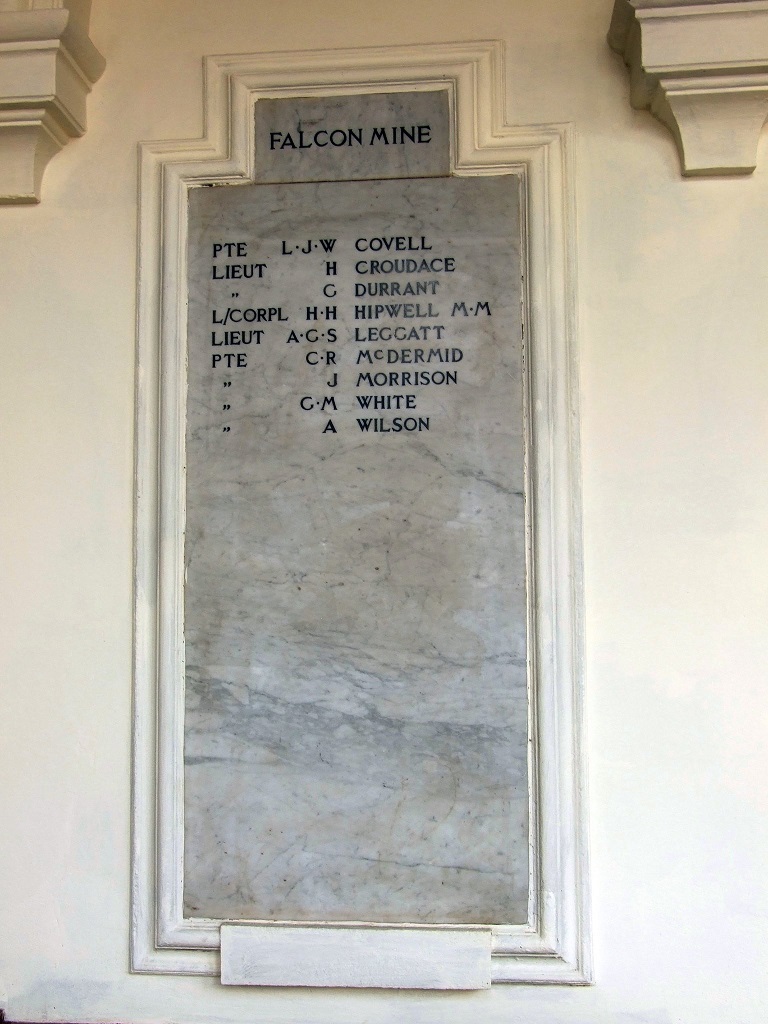 FALCON MINE
PTE L·J·W COVELL
LIEUT H CROUDACE
„ G DURRANT
L/CORPL H·H HIPWELL M·M
LIEUT A·G·S LEGGATT
PTE C·R McDERMID
„ J MORRISON
„ G·M WHITE
„ A WILSON